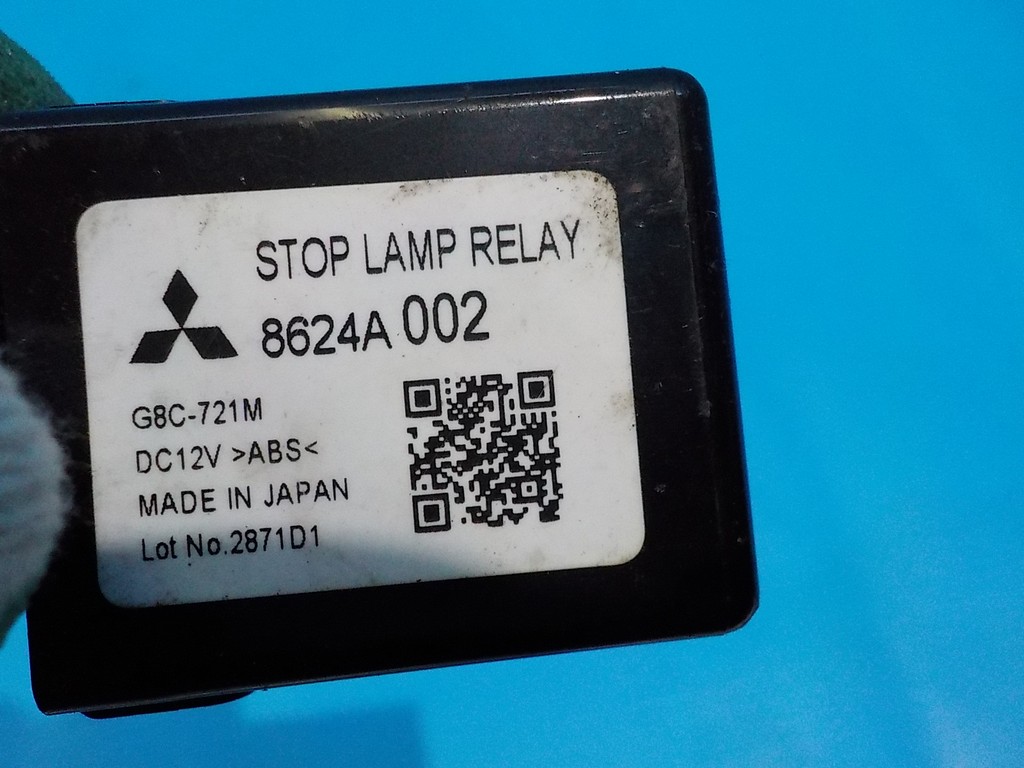 STOP LAMP RELAY
8624A 002
G8C-721M
DC12V >ABS<
MADE IN JAPAN
Lot No.2871D1